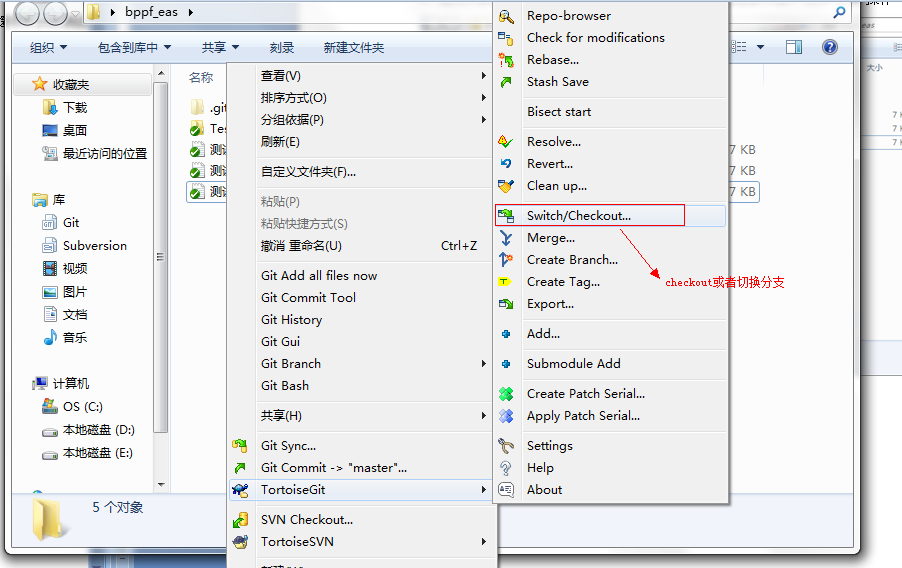 bppf_eas
组织
包含到库中
共享
刻录
新建文件夹
收藏夹
下载
桌面
最近访问的位置
库
Git
Subversion
视频
图片
文档
音乐
计算机
OS (C:)
本地磁盘 (D:)
本地磁盘 (E:)
5 个对象
名称
.git
Tes
测试
测试
测试
7 KB
7 KB
7 KB
查看(V)
排序方式(O)
分组依据(P)
刷新(E)
自定义文件夹(F)...
粘贴(P)
粘贴快捷方式(S)
撤消 重命名(U) Ctrl+Z
Git Add all files now
Git Commit Tool
Git History
Git Gui
Git Branch
Git Bash
共享(H)
Git Sync...
Git Commit -> "master"...
TortoiseGit
SVN Checkout...
TortoiseSVN
Repo-browser
Check for modifications
Rebase...
Stash Save
Bisect start
Resolve...
Revert...
Clean up...
Switch/Checkout...
Merge...
Create Branch...
Create Tag...
Export...
Add...
Submodule Add
Create Patch Serial...
Apply Patch Serial...
Settings
Help
About
checkout或者切换分支
大小
7 K
7 K
7 K